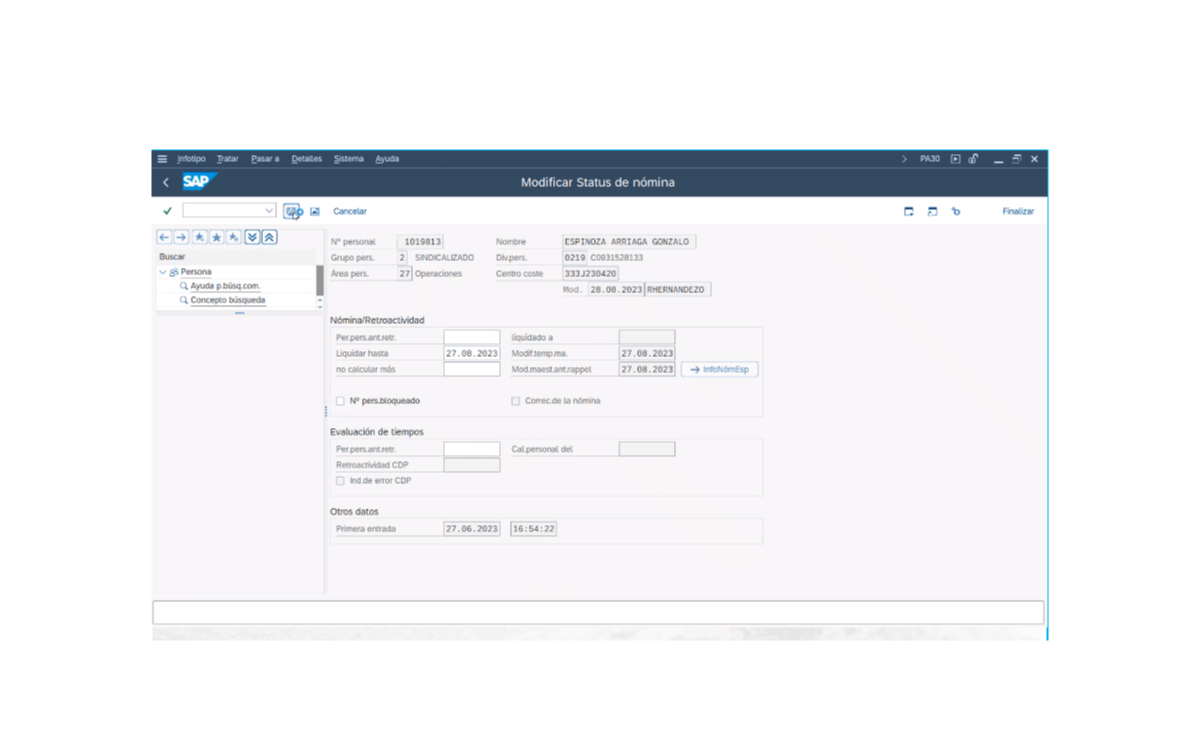 Infotipo Tratar Pasar a Detalles Sistema Ayuda PA30
SAP Modificar Status de nómina
Cancelar Finalizar
Buscar
Persona
Ayuda p.búsq.com.
Concepto búsqueda
Nº personal 1019813 Nombre ESPINOZA ARRIAGA GONZALO
Grupo pers. 2 SINDICALIZADO Div.pers. 0219 CO931528133
Área pers. 27 Operaciones Centro coste 333J230420
Mod. 28.08.2023 RHERNANDEZO
Nómina/Retroactividad
Per.pers.ant.retr. liquidado a
Liquidar hasta 27.08.2023 Modif.temp.ma. 27.08.2023
no calcular más Mod.maest.ant.rappel 27.08.2023 InfoNómEsp
Nº pers.bloqueado Correc.de la nómina
Evaluación de tiempos
Per.pers.ant.retr. Cal.personal del
Retroactividad CDP
Ind.de error CDP
Otros datos
Primera entrada 27.06.2023 16:54:22